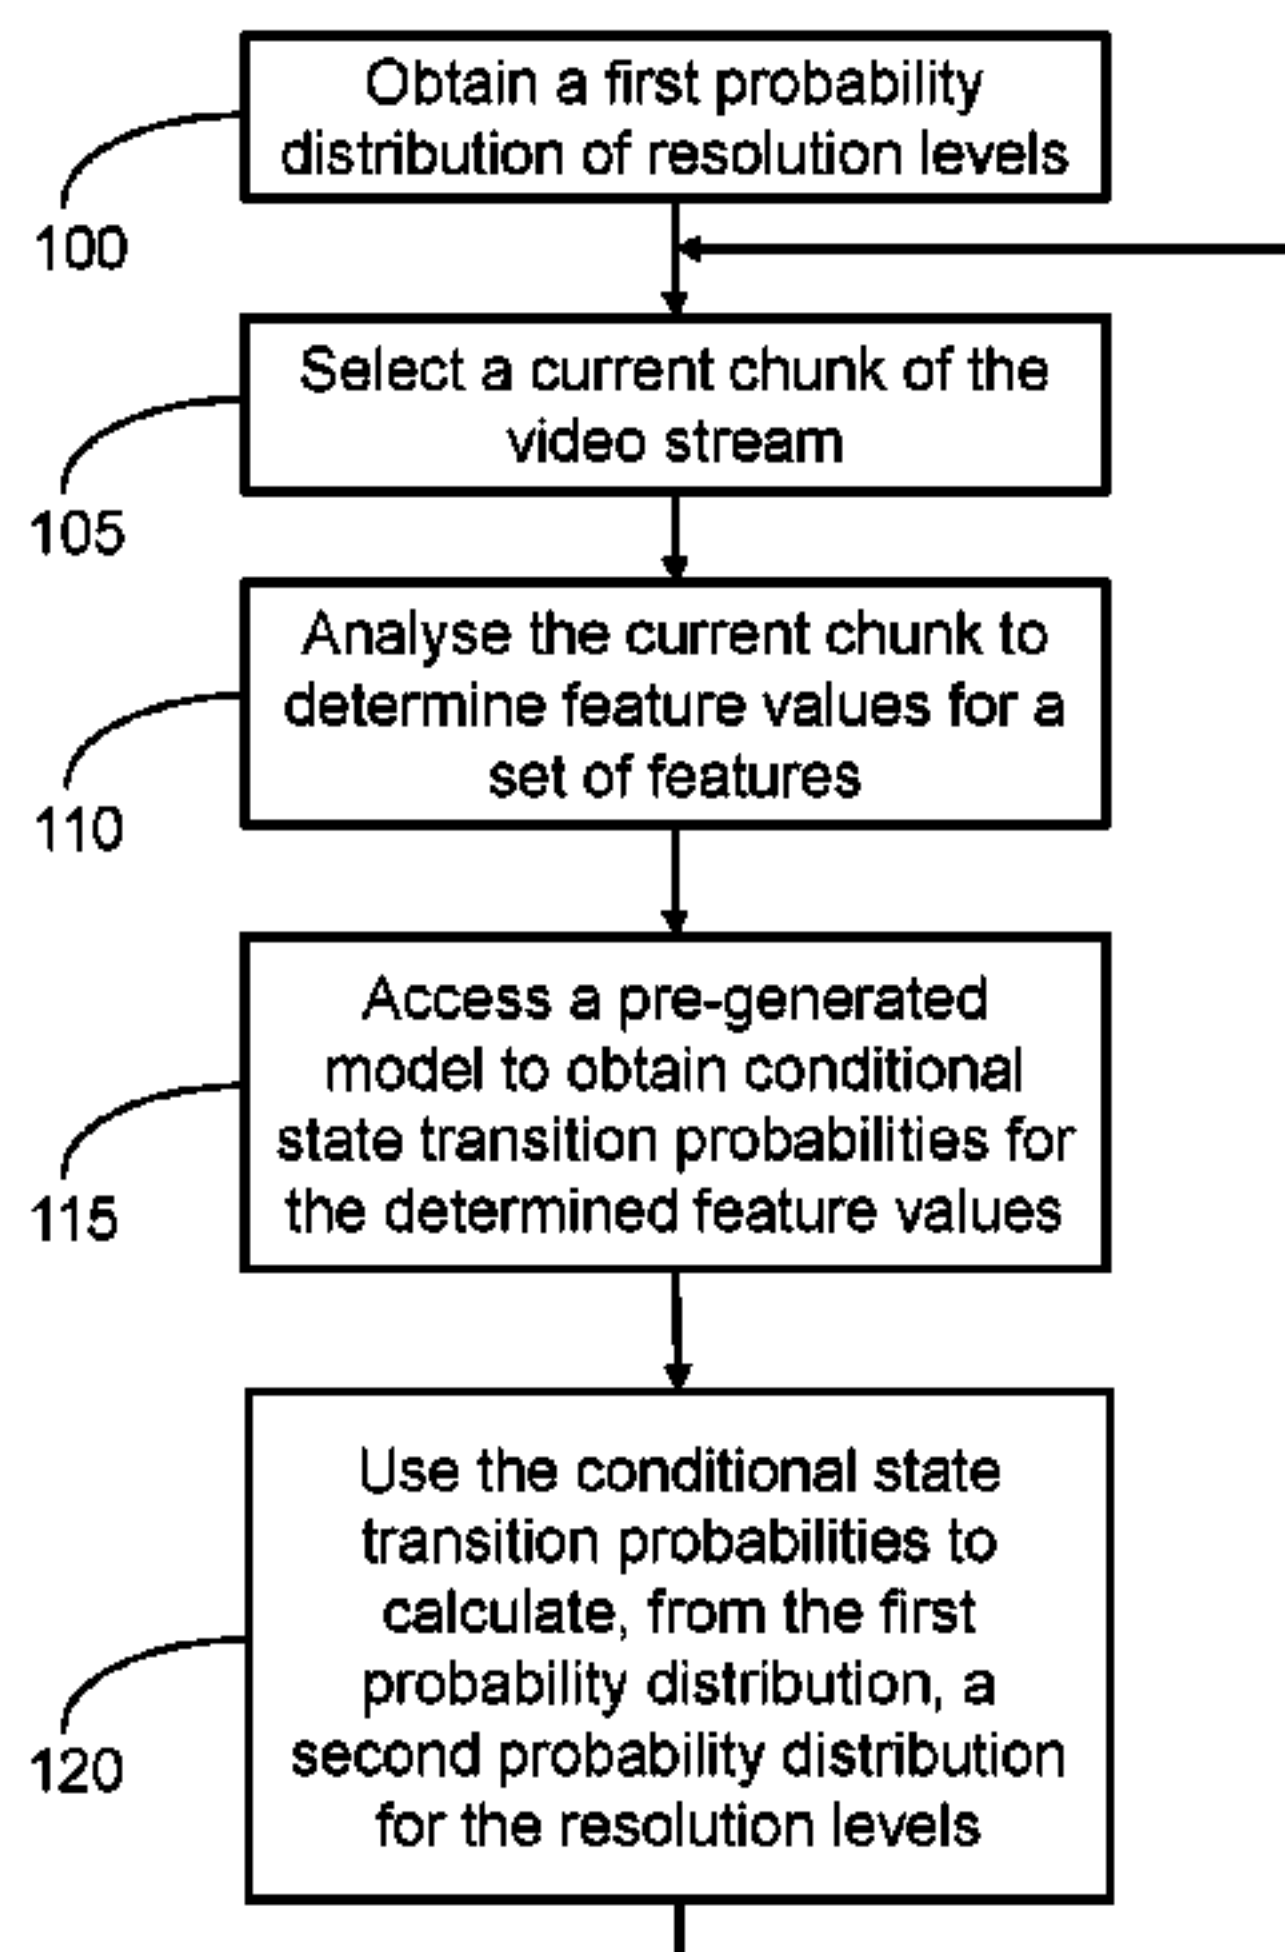 Obtain a first probability
distribution of resolution levels
100
Select a current chunk of the
video stream
105
Analyse the current chunk to
determine feature values for a
set of features
110
Access a pre-generated
model to obtain conditional
state transition probabilities for
the determined feature values
115
Use the conditional state
transition probabilities to
calculate, from the first
probability distribution, a
second probability distribution
for the resolution levels
120